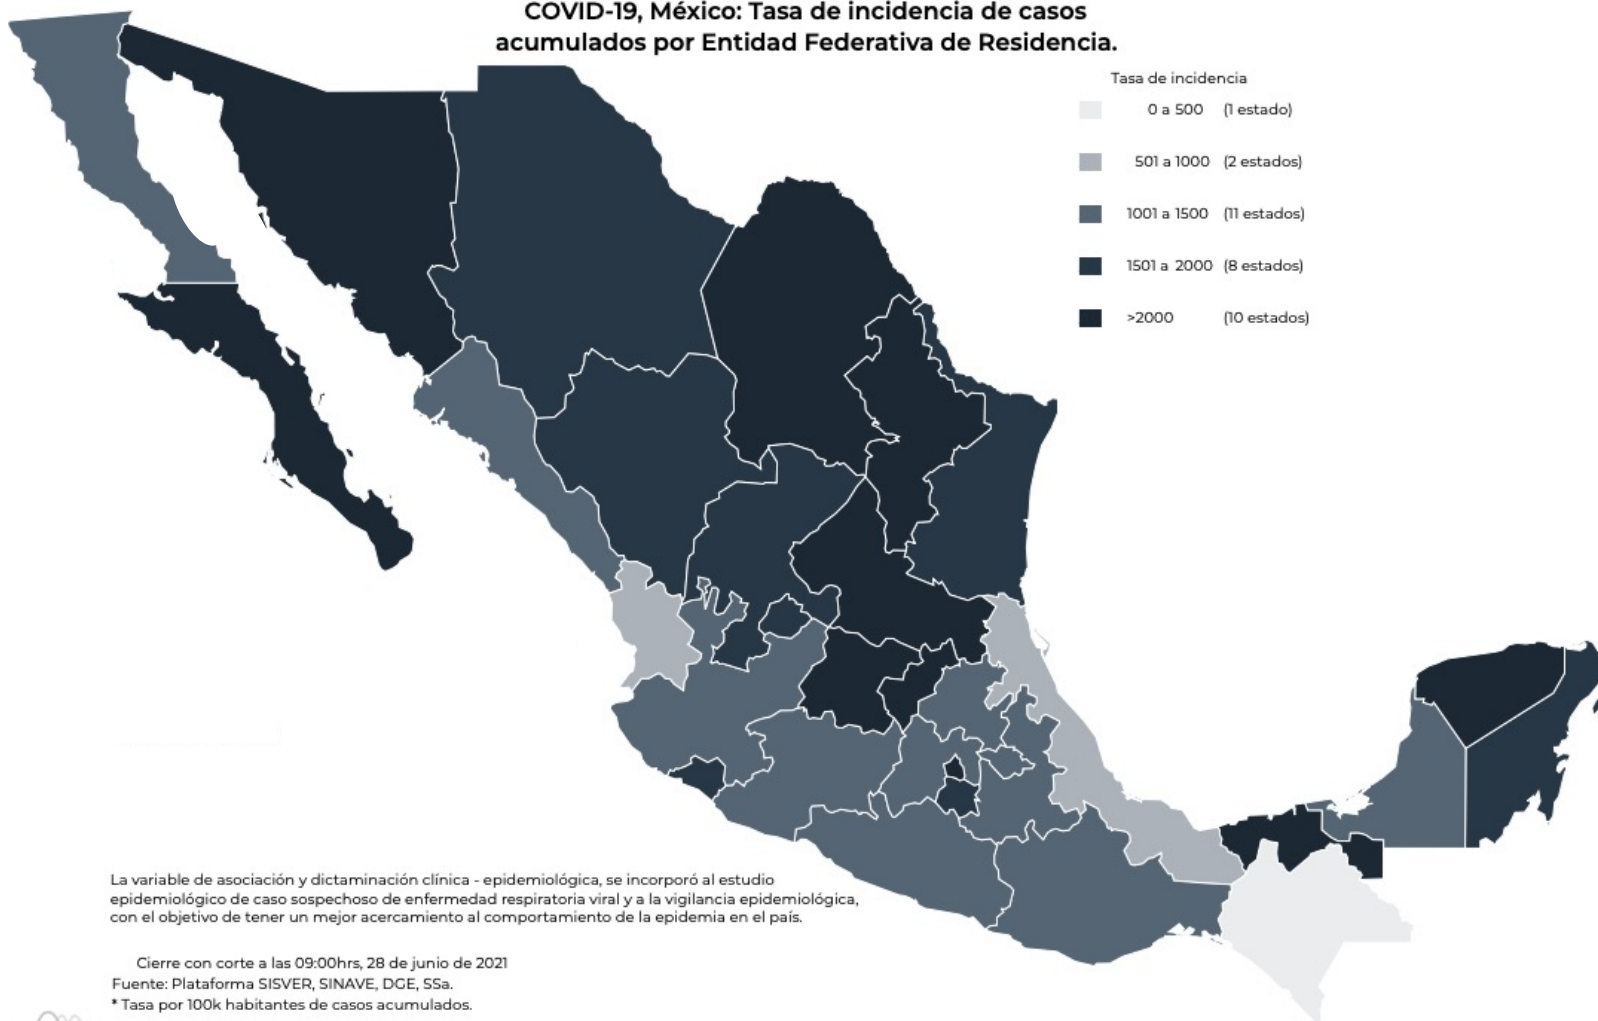 COVID-19, México: Tasa de incidencia de casos
acumulados por Entidad Federativa de Residencia.
Tasa de incidencia
0 a 500 (1 estado)
501 a 1000 (2 estados)
1001 a 1500 (11 estados)
1501 a 2000 (8 estados)
>2000 (10 estados)
La variable de asociación y dictaminación clínica - epidemiológica, se incorporó al estudio
epidemiológico de caso sospechoso de enfermedad respiratoria viral y a la vigilancia epidemiológica,
con el objetivo de tener un mejor acercamiento al comportamiento de la epidemia en el país.
Cierre con corte a las 09:00hrs, 28 de junio de 2021
Fuente: Plataforma SISVER, SINAVE, DGE, SSa.
* Tasa por 100k habitantes de casos acumulados.